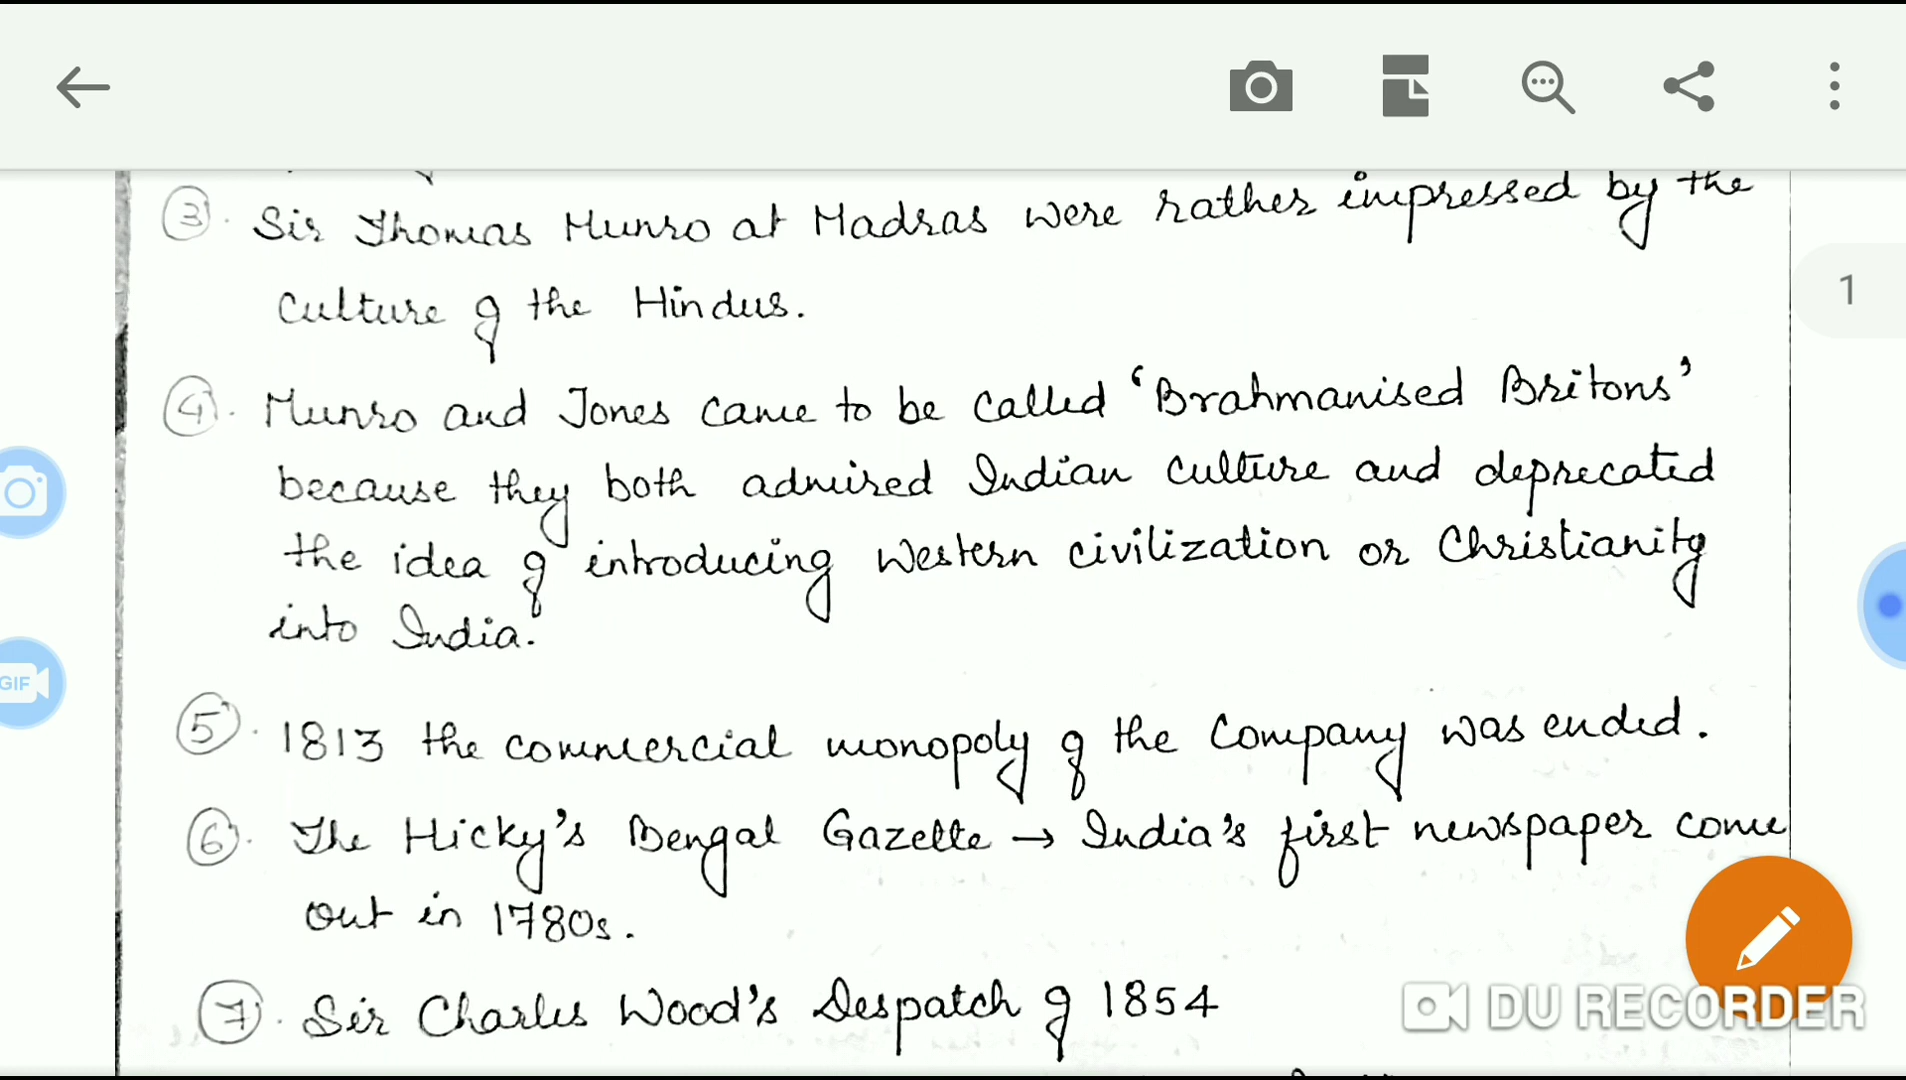 1
③. Sir Thomas Munro at Madras were rather impressed by the
culture of the Hindus.
④. Munro and Jones came to be called 'Brahmanised Britons'
because they both admired Indian culture and deprecated
the idea of introducing Western civilization or Christianity
into India.
GIF
⑤. 1813 the commercial monopoly of the Company was ended.
⑥. The Hicky's Bengal Gazette → India's first newspaper come
out in 1780s.
⑦. Sir Charles Wood's Despatch of 1854
DU RECORDER